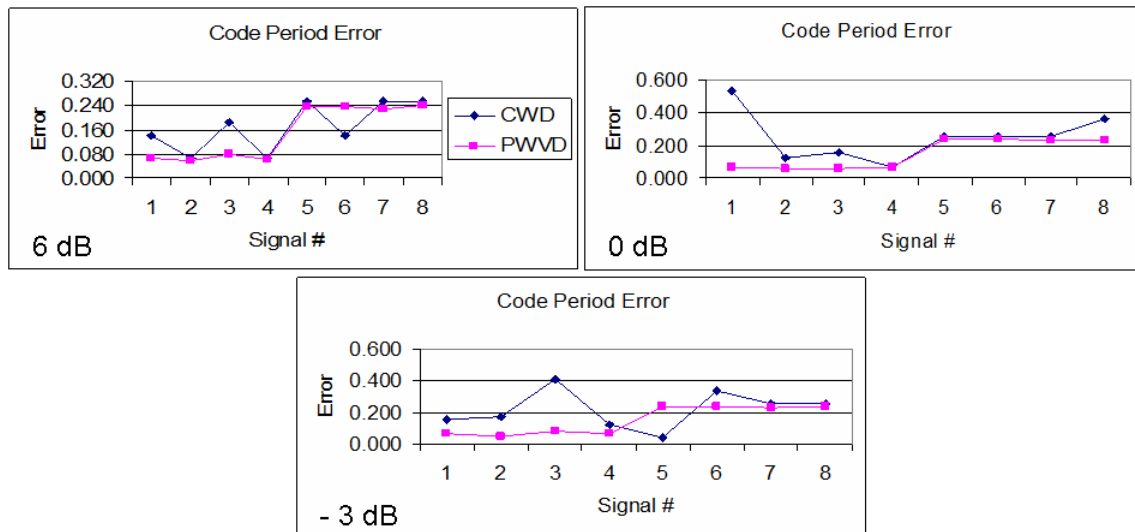 Code Period Error
0.320
0.240
0.160
0.080
0.000
Error
1 2 3 4 5 6 7 8
Signal #
6 dB
CWD
PWVD
Code Period Error
0.600
0.400
0.200
0.000
Error
1 2 3 4 5 6 7 8
Signal #
0 dB
Code Period Error
0.600
0.400
0.200
0.000
Error
1 2 3 4 5 6 7 8
Signal #
- 3 dB